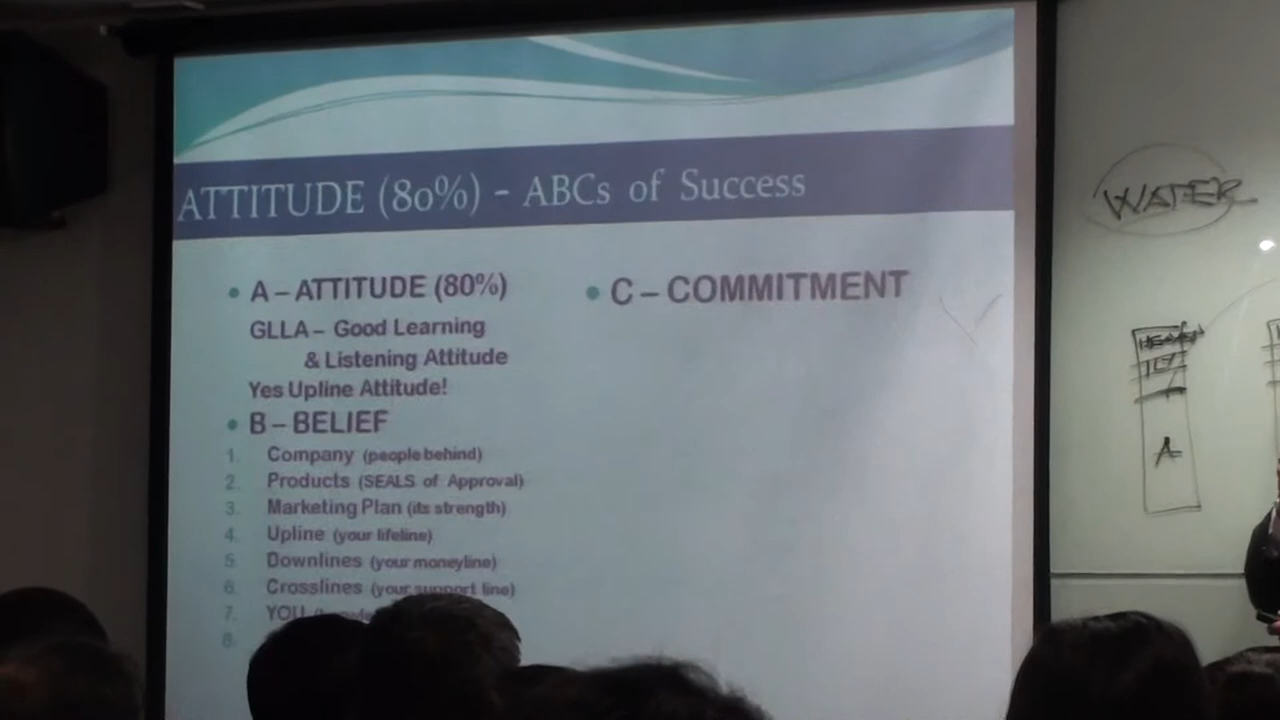 ATTITUDE (80%) - ABCs of Success
• A – ATTITUDE (80%)
GLLA – Good Learning
& Listening Attitude
Yes Upline Attitude!
• B – BELIEF
1. Company (people behind)
2. Products (SEALS of Approval)
3. Marketing Plan (its strength)
4. Upline (your lifeline)
5. Downlines (your moneyline)
6. Crosslines (your support line)
7. YOU
8.
• C – COMMITMENT
WATER
A